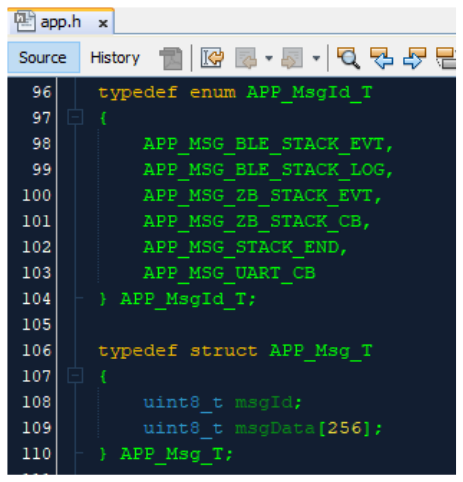 app.h x
Source History
96 typedef enum APP_MsgId_T
97 {
98 APP_MSG_BLE_STACK_EVT,
99 APP_MSG_BLE_STACK_LOG,
100 APP_MSG_ZB_STACK_EVT,
101 APP_MSG_ZB_STACK_CB,
102 APP_MSG_STACK_END,
103 APP_MSG_UART_CB
104 } APP_MsgId_T;
105
106 typedef struct APP_Msg_T
107 {
108 uint8_t msgId;
109 uint8_t msgData[256];
110 } APP_Msg_T;